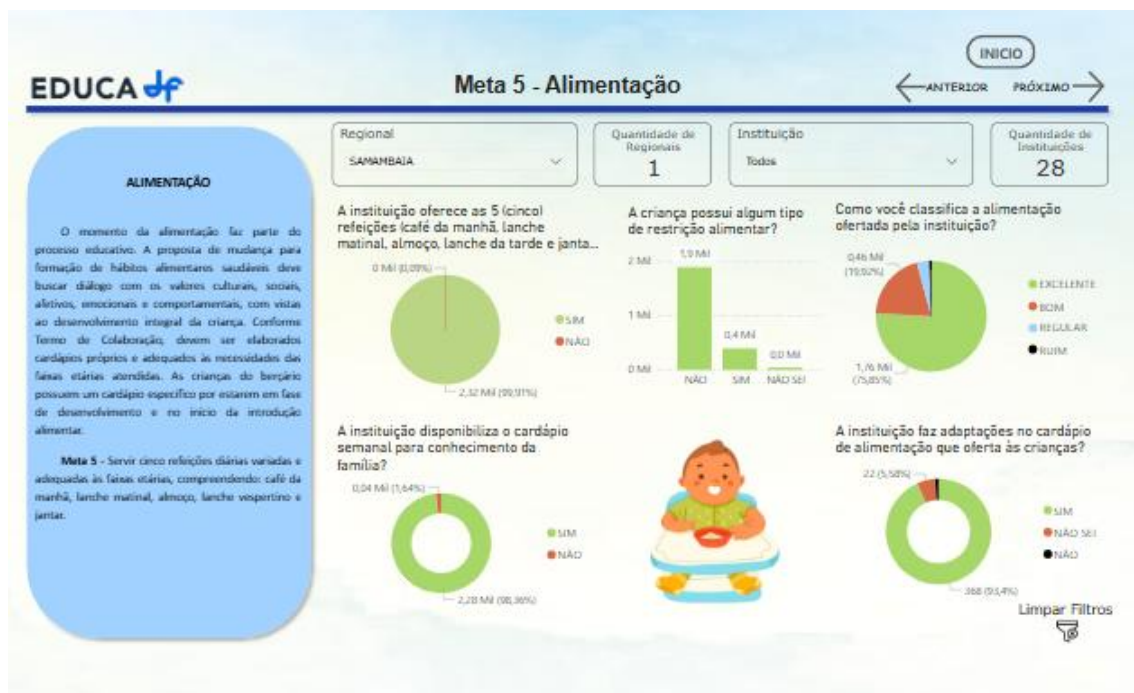 INICIO
EDUCA df
Meta 5 - Alimentação
ANTERIOR
PRÓXIMO
ALIMENTAÇÃO
O momento da alimentação faz parte do
processo educativo. A proposta de mudança para
formação de hábitos alimentares saudáveis deve
buscar diálogo com os valores culturais, sociais,
afetivos, emocionais e comportamentais, com vistas
ao desenvolvimento integral da criança. Conforme
Termo de Colaboração, devem ser elaborados
cardápios próprios e adequados às necessidades das
faixas etárias atendidas. As crianças do berçário
possuem um cardápio específico por estarem em fase
de desenvolvimento e no início da introdução
alimentar.
Meta 5 - Servir cinco refeições diárias variadas e
adequadas às faixas etárias, compreendendo: café da
manhã, lanche matinal, almoço, lanche vespertino e
jantar.
Regional
SAMAMBAIA
Quantidade de
Regionais
1
Instituição
Todos
Quantidade de
Instituições
28
A instituição oferece as 5 (cinco)
refeições (café da manhã, lanche
matinal, almoço, lanche da tarde e janta...
0 Mil (0,09%)
SIM
NÃO
2,32 Mil (99,91%)
A criança possui algum tipo
de restrição alimentar?
2 Mil
1 Mil
0 Mil
1,9 Mil
0,4 Mil
0,0 Mil
NÃO
SIM
NÃO SEI
Como você classifica a alimentação
ofertada pela instituição?
0,46 Mil
(19,92%)
EXCELENTE
BOM
REGULAR
RUIM
1,76 Mil
(75,85%)
A instituição disponibiliza o cardápio
semanal para conhecimento da
família?
0,04 Mil (1,64%)
SIM
NÃO
2,28 Mil (98,36%)
A instituição faz adaptações no cardápio
de alimentação que oferta às crianças?
22 (5,58%)
SIM
NÃO SEI
NÃO
368 (93,4%)
Limpar Filtros